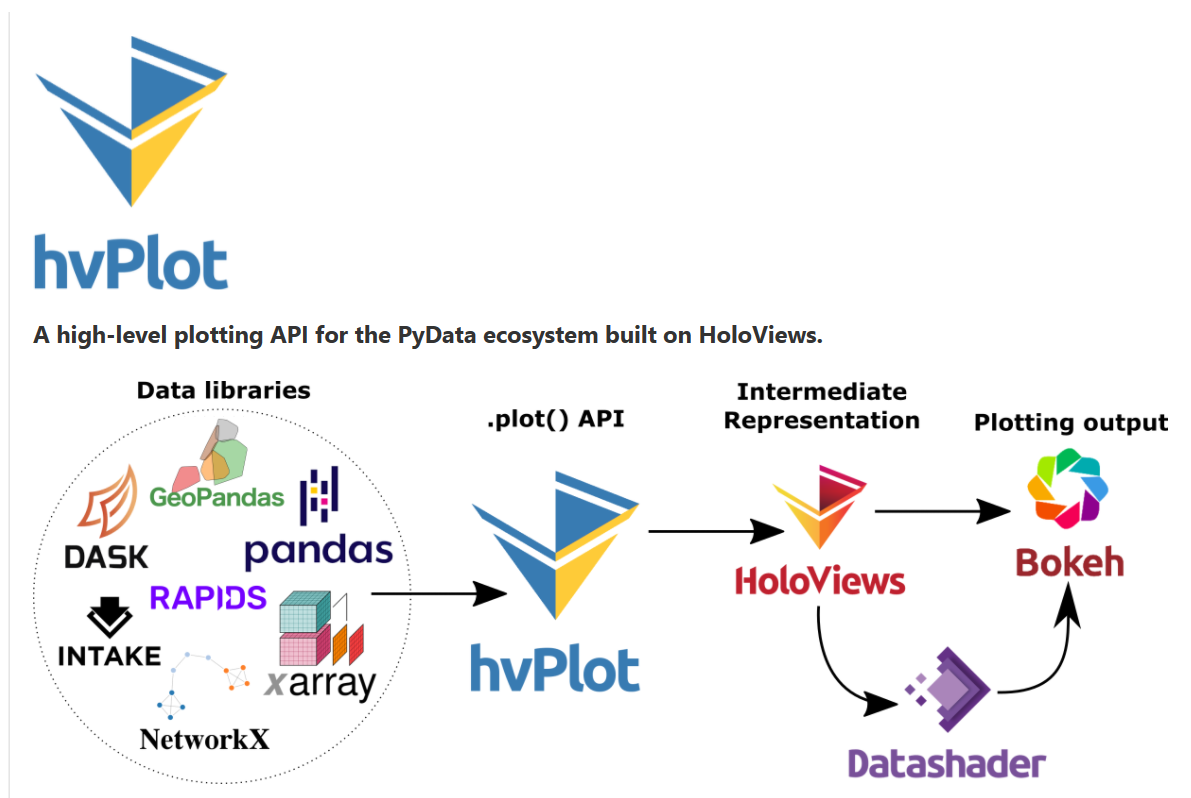 hvPlot
A high-level plotting API for the PyData ecosystem built on HoloViews.
Data libraries
GeoPandas
DASK
pandas
RAPIDS
INTAKE
xarray
NetworkX
.plot() API
hvPlot
Intermediate
Representation
HoloViews
Datashader
Plotting output
Bokeh